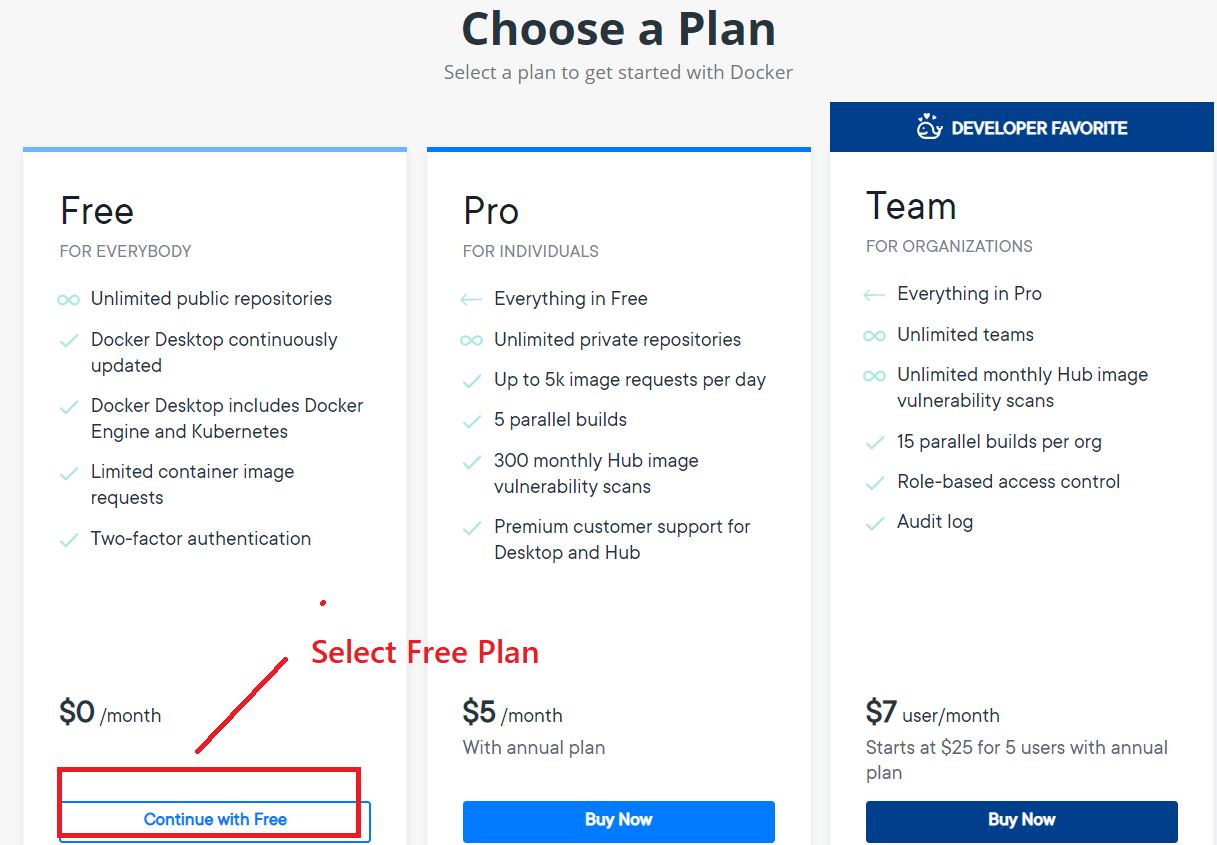 Choose a Plan
Select a plan to get started with Docker
DEVELOPER FAVORITE
Free
FOR EVERYBODY
Unlimited public repositories
Docker Desktop continuously
updated
Docker Desktop includes Docker
Engine and Kubernetes
Limited container image
requests
Two-factor authentication
Select Free Plan
$0 /month
Continue with Free
Pro
FOR INDIVIDUALS
Everything in Free
Unlimited private repositories
Up to 5k image requests per day
5 parallel builds
300 monthly Hub image
vulnerability scans
Premium customer support for
Desktop and Hub
$5 /month
With annual plan
Buy Now
Team
FOR ORGANIZATIONS
Everything in Pro
Unlimited teams
Unlimited monthly Hub image
vulnerability scans
15 parallel builds per org
Role-based access control
Audit log
$7 user/month
Starts at $25 for 5 users with annual
plan
Buy Now